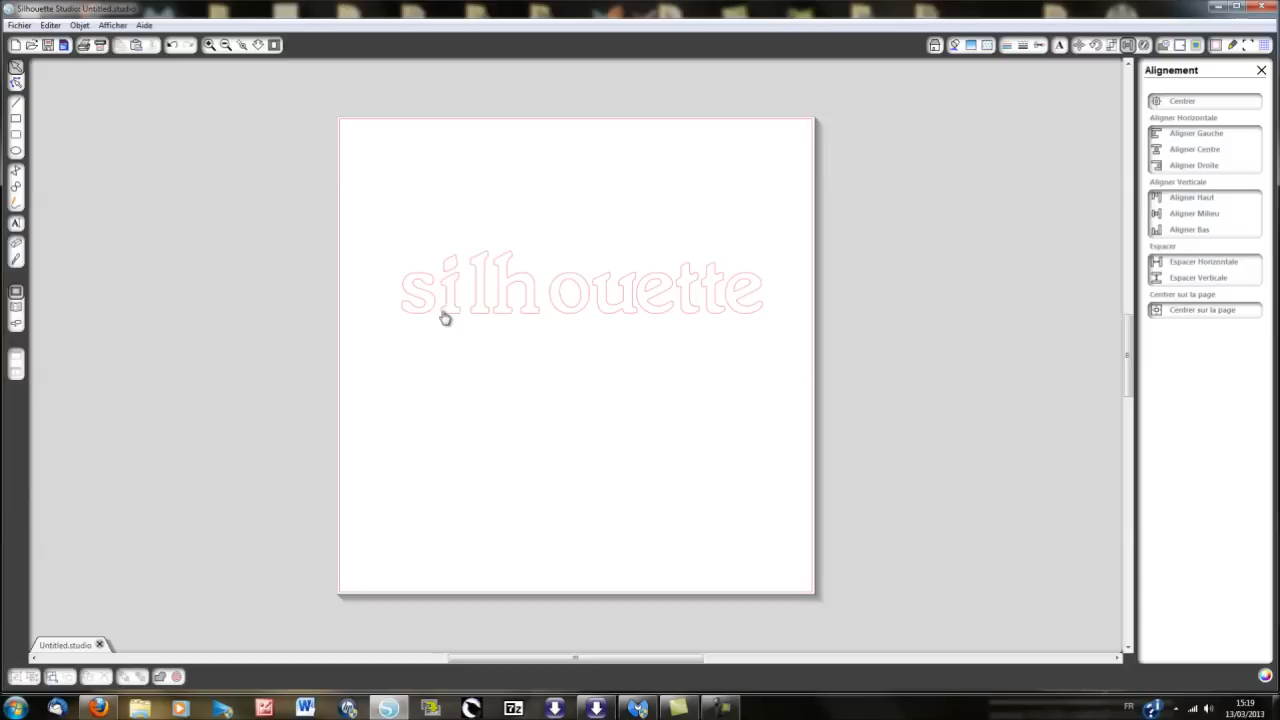 Silhouette Studio: Untitled.studio
Fichier Editer Objet Afficher Aide
Alignement
Centrer
Aligner Horizontale
Aligner Gauche
Aligner Centre
Aligner Droite
Aligner Verticale
Aligner Haut
Aligner Milieu
Aligner Bas
Espacer
Espacer Horizontale
Espacer Verticale
Centrer sur la page
Centrer sur la page
silhouette
Untitled.studio
FR
15:19
13/03/2013